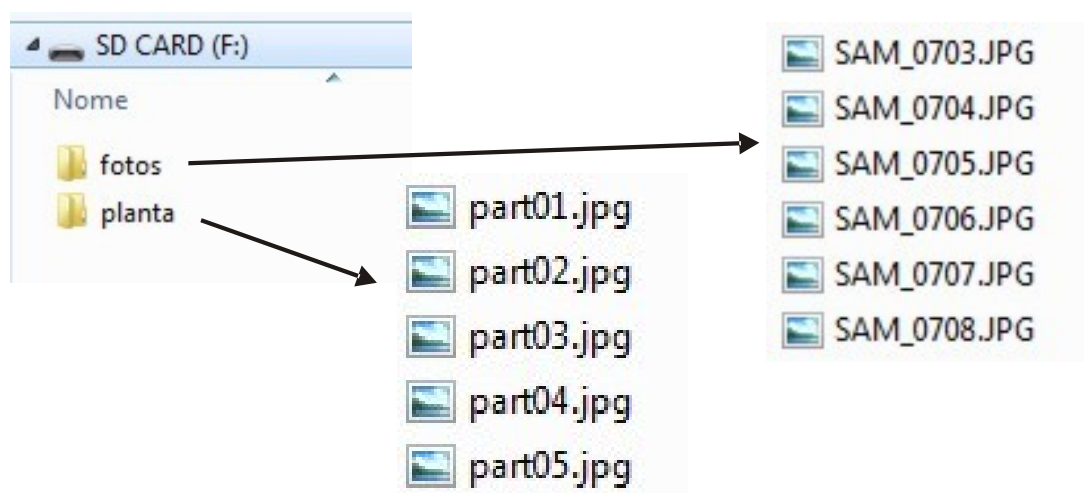 SD CARD (F:)
Nome
fotos
planta
part01.jpg
part02.jpg
part03.jpg
part04.jpg
part05.jpg
SAM_0703.JPG
SAM_0704.JPG
SAM_0705.JPG
SAM_0706.JPG
SAM_0707.JPG
SAM_0708.JPG